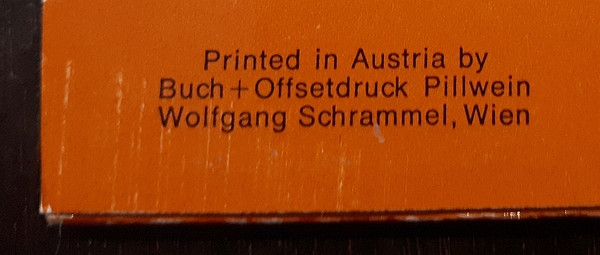 Printed in Austria by
Buch+Offsetdruck Pillwein
Wolfgang Schrammel, Wien